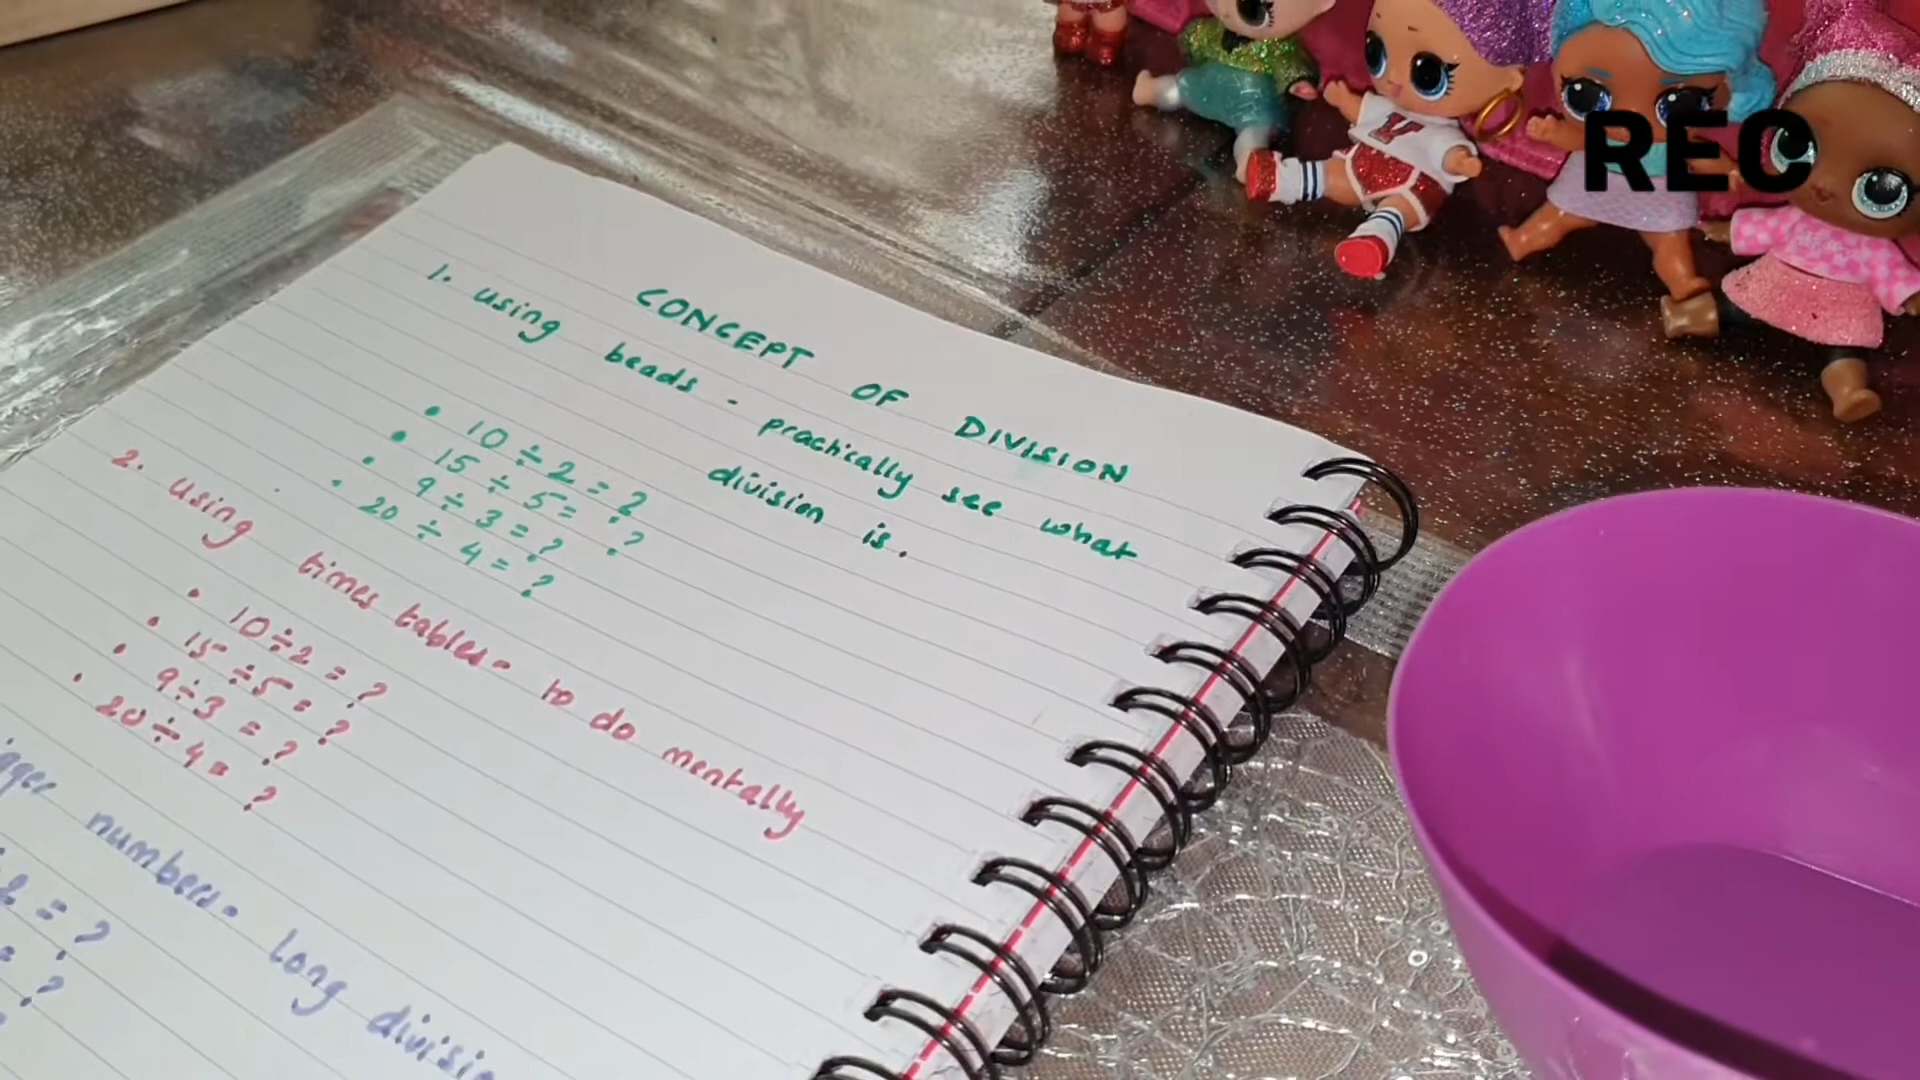 REC
V
CONCEPT OF DIVISION
1. using beads - practically see what
division is.
• 10 ÷ 2 = ?
• 15 ÷ 5 = ?
• 9 ÷ 3 = ?
• 20 ÷ 4 = ?
2. using times tables - to do mentally
• 10 ÷ 2 = ?
• 15 ÷ 5 = ?
• 9 ÷ 3 = ?
• 20 ÷ 4 = ?
numbers - long
= ?
= ?